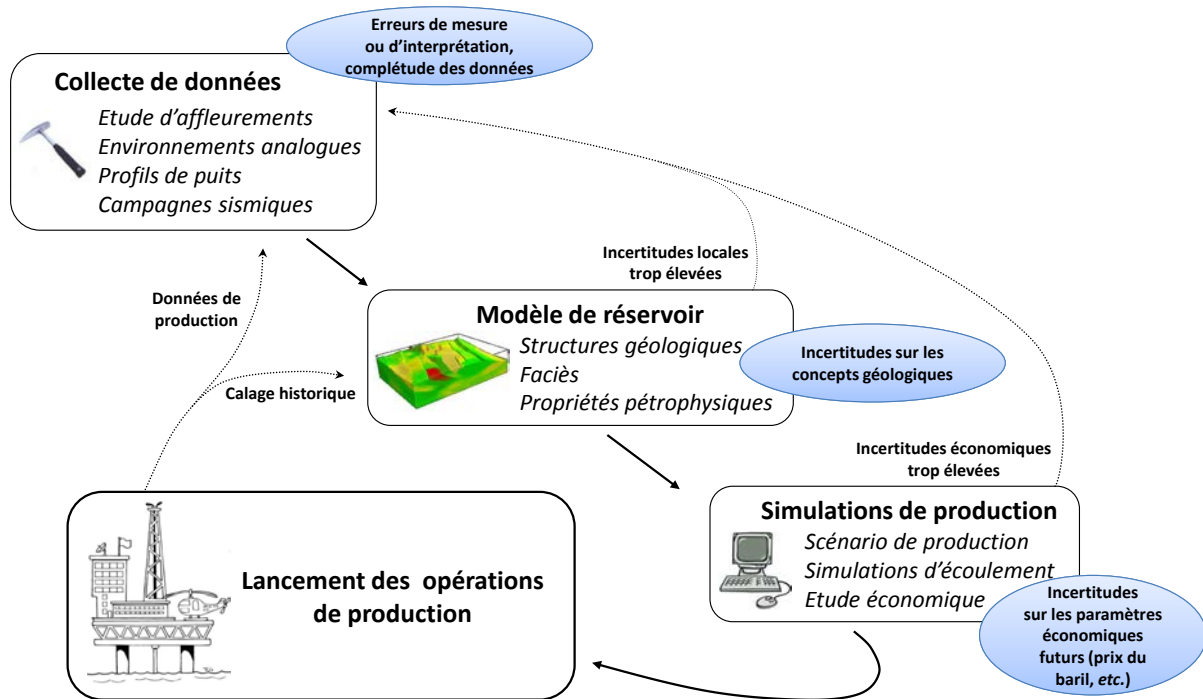 Erreurs de mesure
ou d'interprétation,
complétude des données
Collecte de données
Etude d'affleurements
Environnements analogues
Profils de puits
Campagnes sismiques
Incertitudes locales
trop élevées
Données de
production
Modèle de réservoir
Structures géologiques
Faciès
Propriétés pétrophysiques
Incertitudes sur les
concepts géologiques
Calage historique
Incertitudes économiques
trop élevées
Simulations de production
Scénario de production
Simulations d'écoulement
Etude économique
Incertitudes
sur les paramètres
économiques
futurs (prix du
baril, etc.)
Lancement des opérations
de production